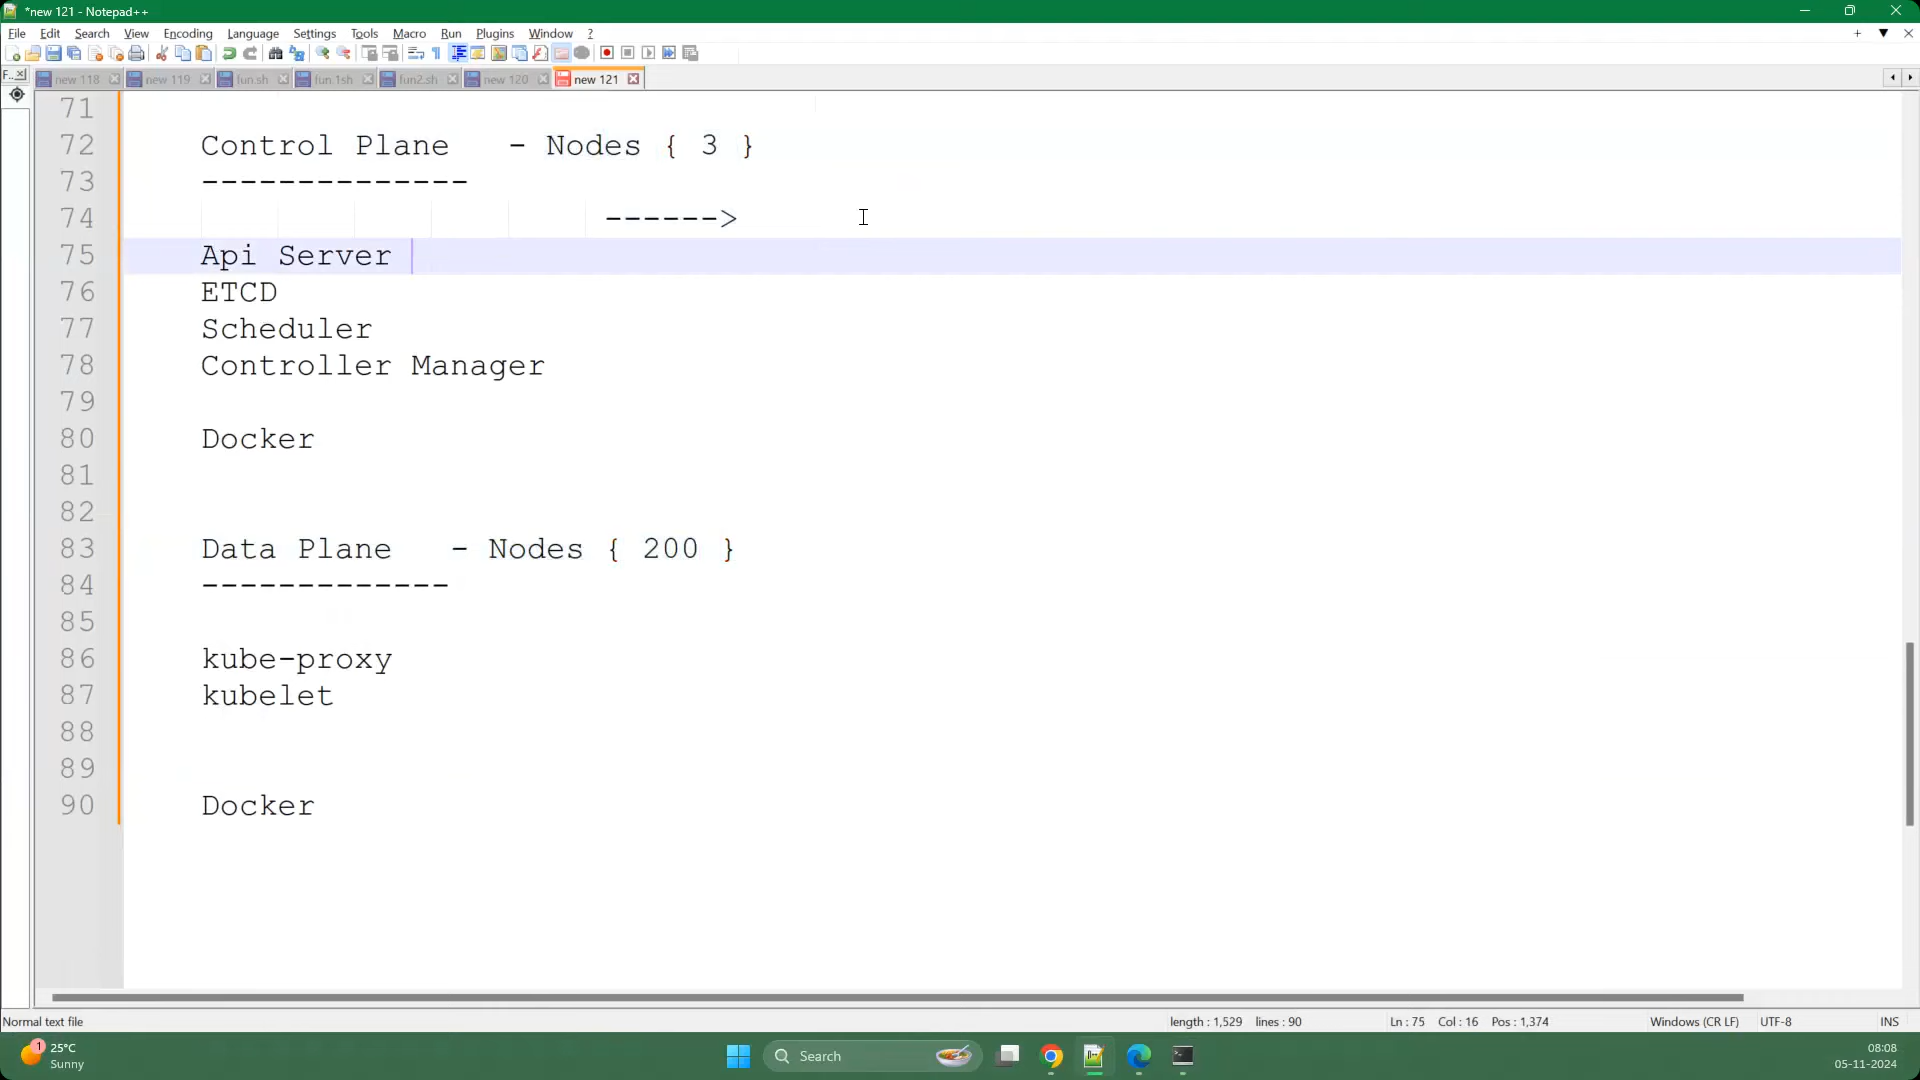 *new 121 - Notepad++
File Edit Search View Encoding Language Settings Tools Macro Run Plugins Window ?
F..
new 118 new 119 fun.sh fun.1sh fun2.sh new 120 new 121
71
72 Control Plane - Nodes { 3 }
73 --------------
74 ------>
75 Api Server
76 ETCD
77 Scheduler
78 Controller Manager
79
80 Docker
81
82
83 Data Plane - Nodes { 200 }
84 -------------
85
86 kube-proxy
87 kubelet
88
89
90 Docker
Normal text file length : 1,529 lines : 90 Ln : 75 Col : 16 Pos : 1,374 Windows (CR LF) UTF-8 INS
1 25°C
Sunny
Search
08:08
05-11-2024